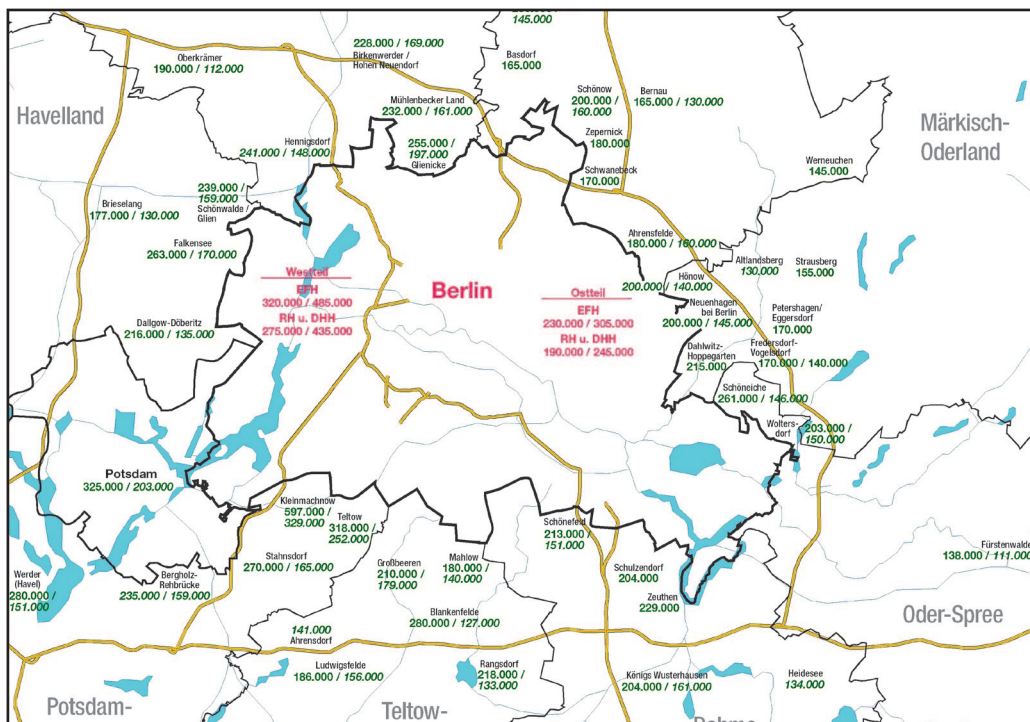 145.000
228.000 / 169.000
Birkenwerder /
Hohen Neuendorf
Basdorf
165.000
Oberkrämer
190.000 / 112.000
Havelland
Mühlenbecker Land
232.000 / 161.000
Schönow
200.000 /
160.000
Bernau
165.000 / 130.000
Märkisch-
Oderland
Hennigsdorf
241.000 / 148.000
255.000 /
197.000
Glienicke
Zepernick
180.000
Schwanebeck
170.000
Werneuchen
145.000
239.000 /
159.000
Schönwalde /
Glien
Brieselang
177.000 / 130.000
Falkensee
263.000 / 170.000
Ahrensfelde
180.000 / 160.000
Altlandsberg
130.000
Strausberg
155.000
Westteil
EFH
320.000 / 485.000
RH u. DHH
275.000 / 435.000
Berlin
Ostteil
EFH
230.000 / 305.000
RH u. DHH
190.000 / 245.000
Hönow
200.000 / 140.000
Neuenhagen
bei Berlin
200.000 / 145.000
Petershagen/
Eggersdorf
170.000
Dallgow-Döberitz
216.000 / 135.000
Dahlwitz-
Hoppegarten
215.000
Fredersdorf-
Vogelsdorf
170.000 / 140.000
Schöneiche
261.000 / 146.000
Wolters-
dorf
203.000 /
150.000
Potsdam
325.000 / 203.000
Kleinmachnow
597.000 /
329.000
Teltow
318.000 /
252.000
Schönefeld
213.000 /
151.000
Stahnsdorf
270.000 / 165.000
Großbeeren
210.000 /
179.000
Mahlow
180.000 /
140.000
Schulzendorf
204.000
Fürstenwalde
138.000 / 111.000
Werder
(Havel)
280.000 /
151.000
Bergholz-
Rehbrücke
235.000 / 159.000
Zeuthen
229.000
Blankenfelde
280.000 / 127.000
Oder-Spree
141.000
Ahrensdorf
Ludwigsfelde
186.000 / 156.000
Rangsdorf
218.000 /
133.000
Königs Wusterhausen
204.000 / 161.000
Heidesee
134.000
Potsdam-
Teltow-